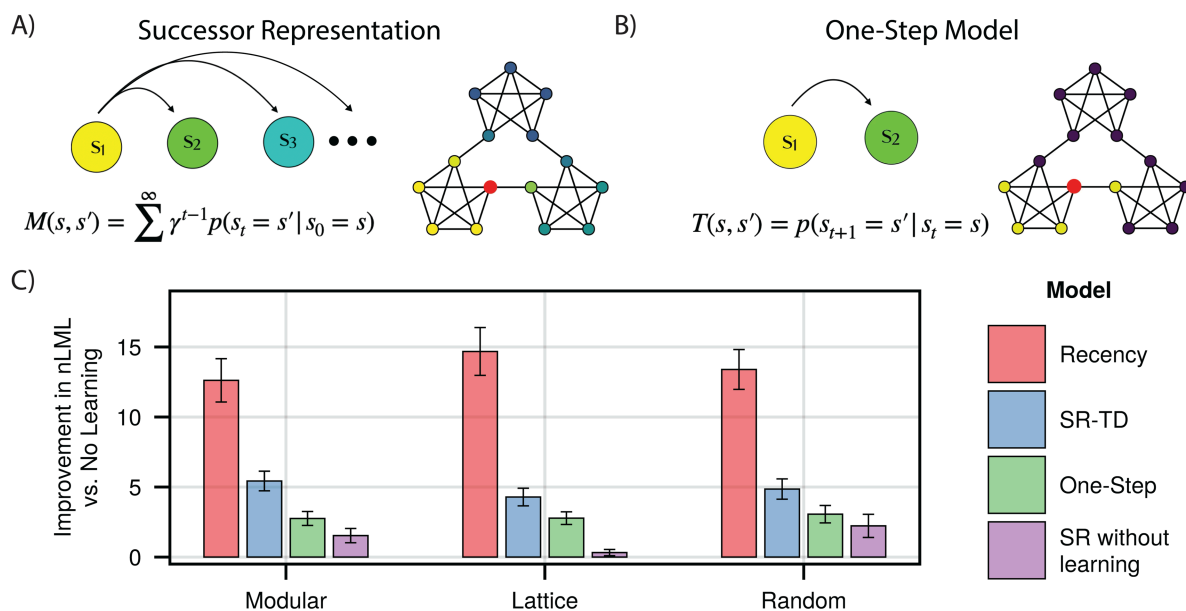 A)
Successor Representation
S₁
S₂
S₃
•••
M(s, s′) = ∑_{}^{∞} γ^{t−1} p(s_t = s′ | s_0 = s)
B)
One-Step Model
S₁
S₂
T(s, s′) = p(s_{t+1} = s′ | s_t = s)
C)
Improvement in nLML
vs. No Learning
15
10
5
0
Modular
Lattice
Random
Model
Recency
SR-TD
One-Step
SR without
learning